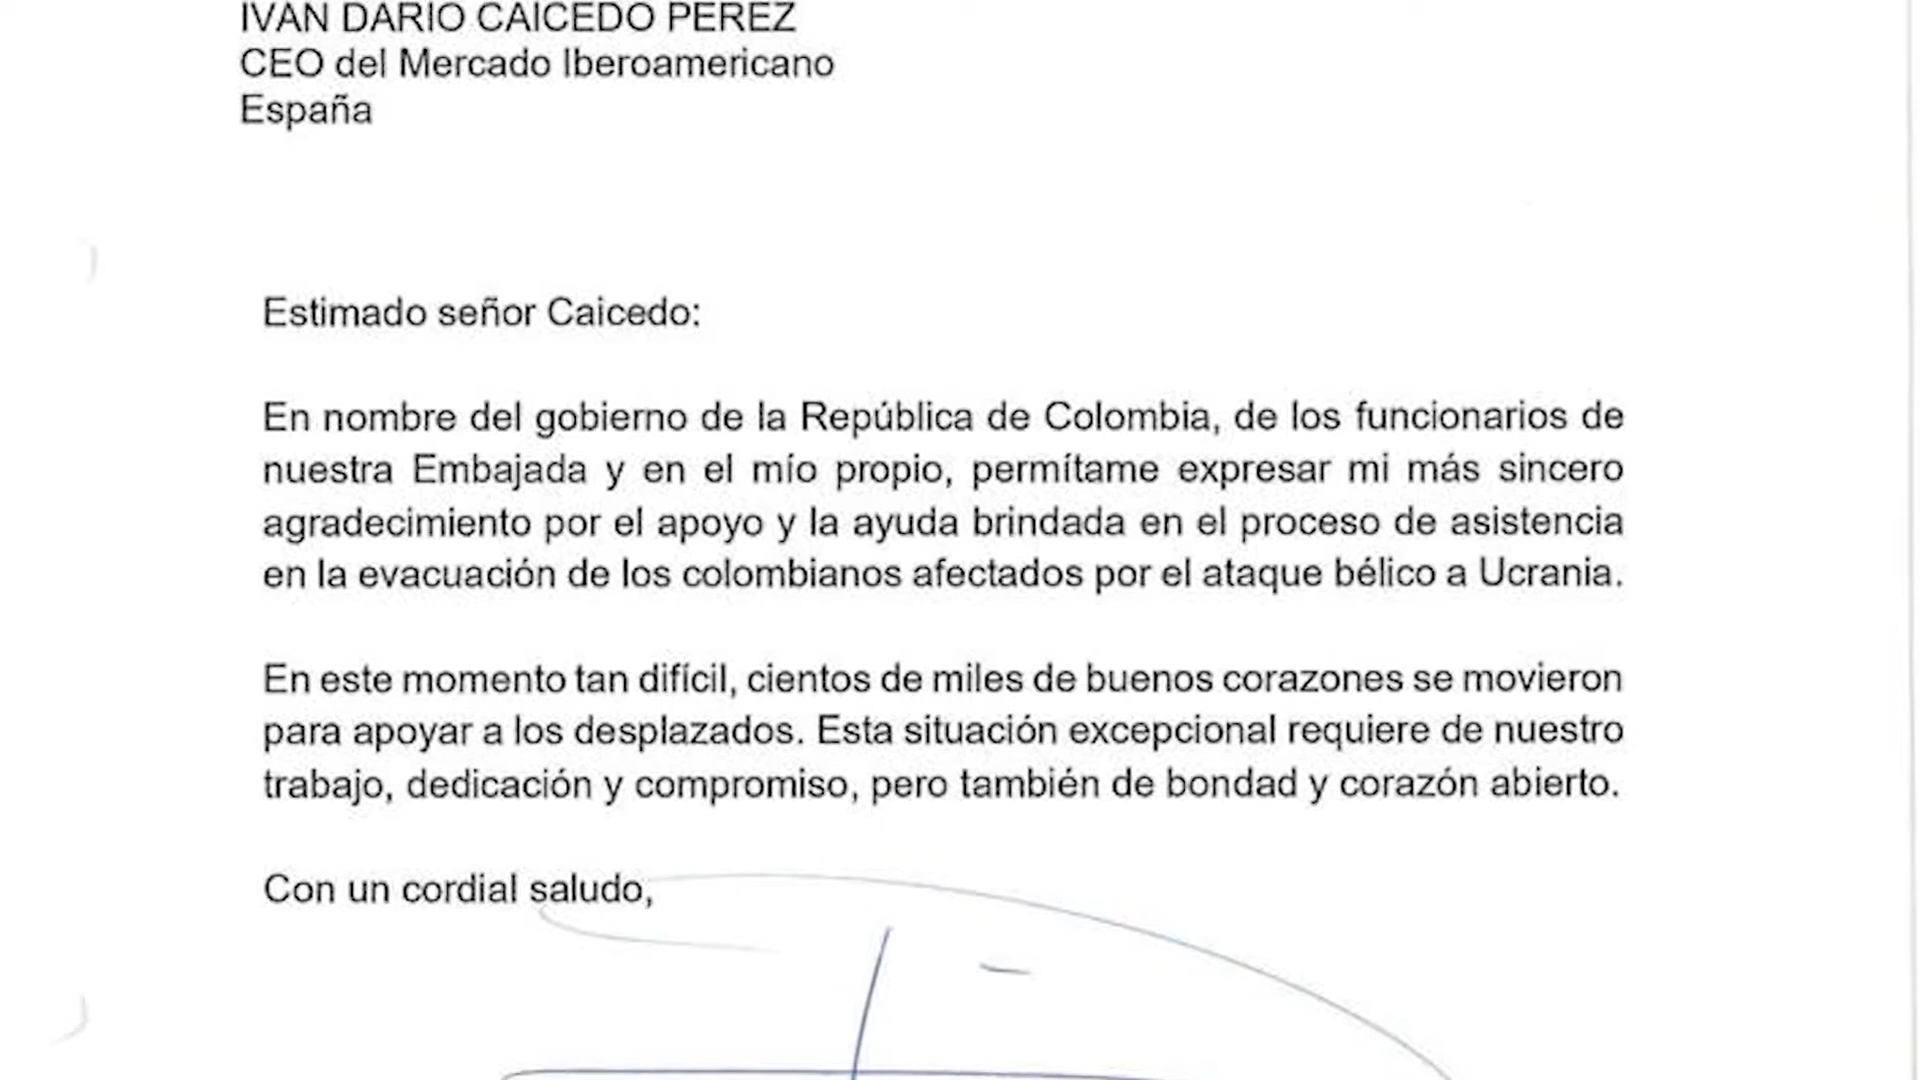 IVAN DARIO CAICEDO PEREZ
CEO del Mercado Iberoamericano
España
Estimado señor Caicedo:
En nombre del gobierno de la República de Colombia, de los funcionarios de
nuestra Embajada y en el mío propio, permítame expresar mi más sincero
agradecimiento por el apoyo y la ayuda brindada en el proceso de asistencia
en la evacuación de los colombianos afectados por el ataque bélico a Ucrania.
En este momento tan difícil, cientos de miles de buenos corazones se movieron
para apoyar a los desplazados. Esta situación excepcional requiere de nuestro
trabajo, dedicación y compromiso, pero también de bondad y corazón abierto.
Con un cordial saludo,